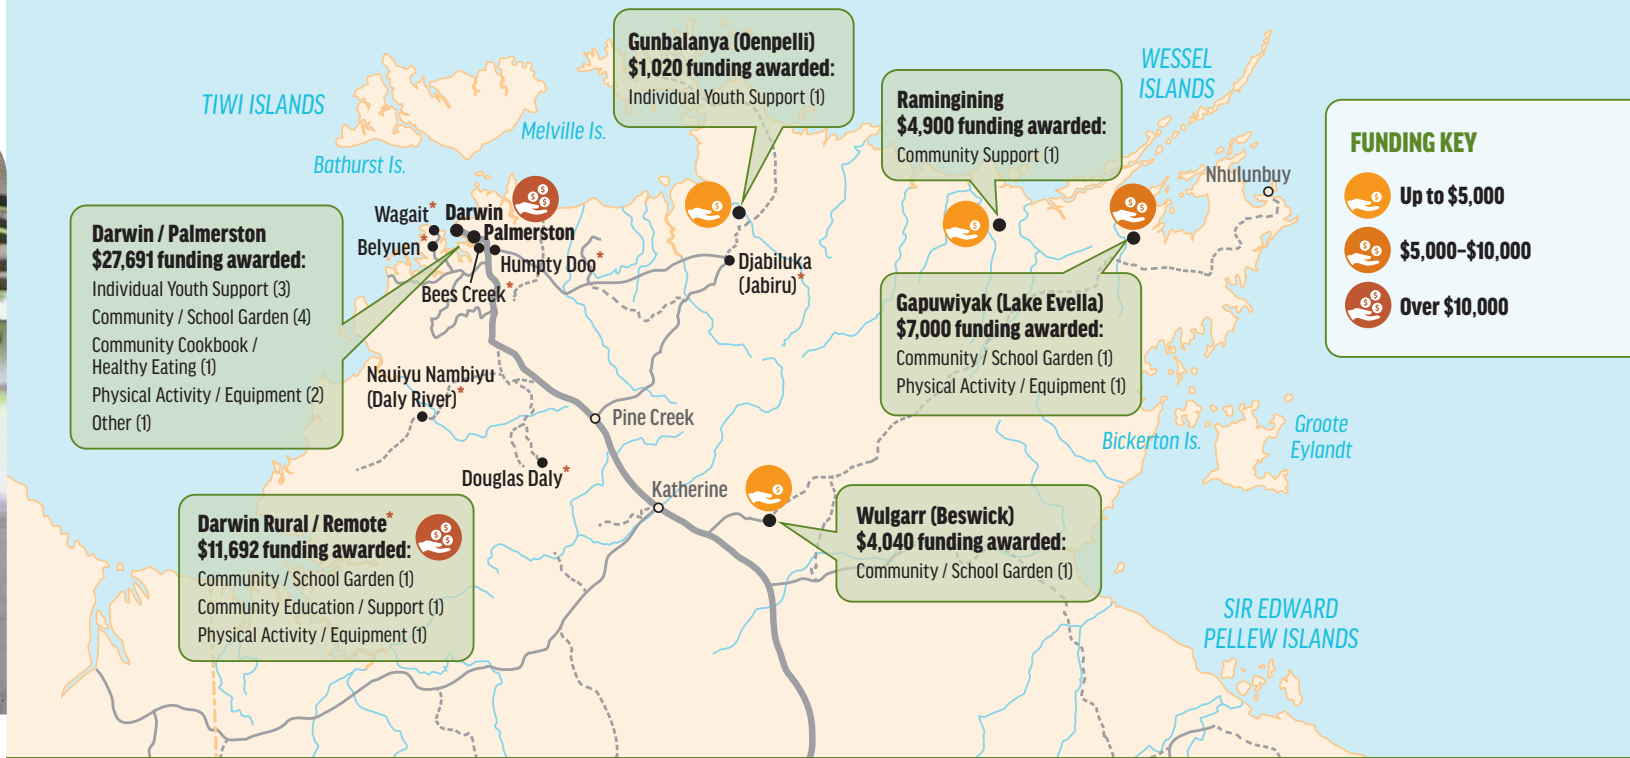 Gunbalanya (Oenpelli)
$1,020 funding awarded:
Individual Youth Support (1)
WESSEL
ISLANDS
Ramingining
$4,900 funding awarded:
Community Support (1)
TIWI ISLANDS
Melville Is.
Bathurst Is.
FUNDING KEY
Up to $5,000
$5,000–$10,000
Over $10,000
Nhulunbuy
Wagait*
Darwin
Palmerston
Belyuen*
Humpty Doo*
Bees Creek*
Djabiluka
(Jabiru)*
Darwin / Palmerston
$27,691 funding awarded:
Individual Youth Support (3)
Community / School Garden (4)
Community Cookbook /
Healthy Eating (1)
Physical Activity / Equipment (2)
Other (1)
Gapuwiyak (Lake Evella)
$7,000 funding awarded:
Community / School Garden (1)
Physical Activity / Equipment (1)
Nauiyu Nambiyu
(Daly River)*
Pine Creek
Bickerton Is.
Groote
Eylandt
Douglas Daly*
Katherine
Darwin Rural / Remote*
$11,692 funding awarded:
Community / School Garden (1)
Community Education / Support (1)
Physical Activity / Equipment (1)
Wulgarr (Beswick)
$4,040 funding awarded:
Community / School Garden (1)
SIR EDWARD
PELLEW ISLANDS